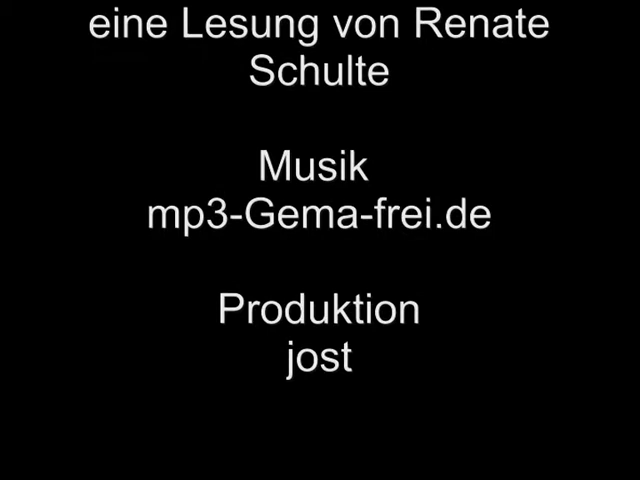 eine Lesung von Renate
Schulte
Musik
mp3-Gema-frei.de
Produktion
jost